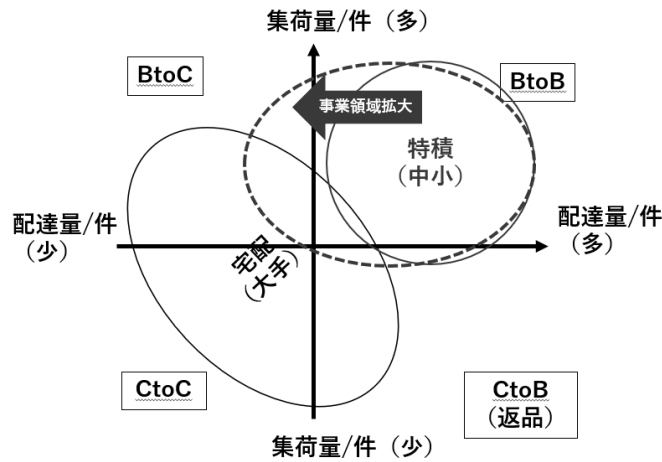 集荷量/件（多）
BtoC
BtoB
事業領域拡大
特積
（中小）
配達量/件
（少）
配達量/件
（多）
宅配
（大手）
CtoC
CtoB
（返品）
集荷量/件（少）